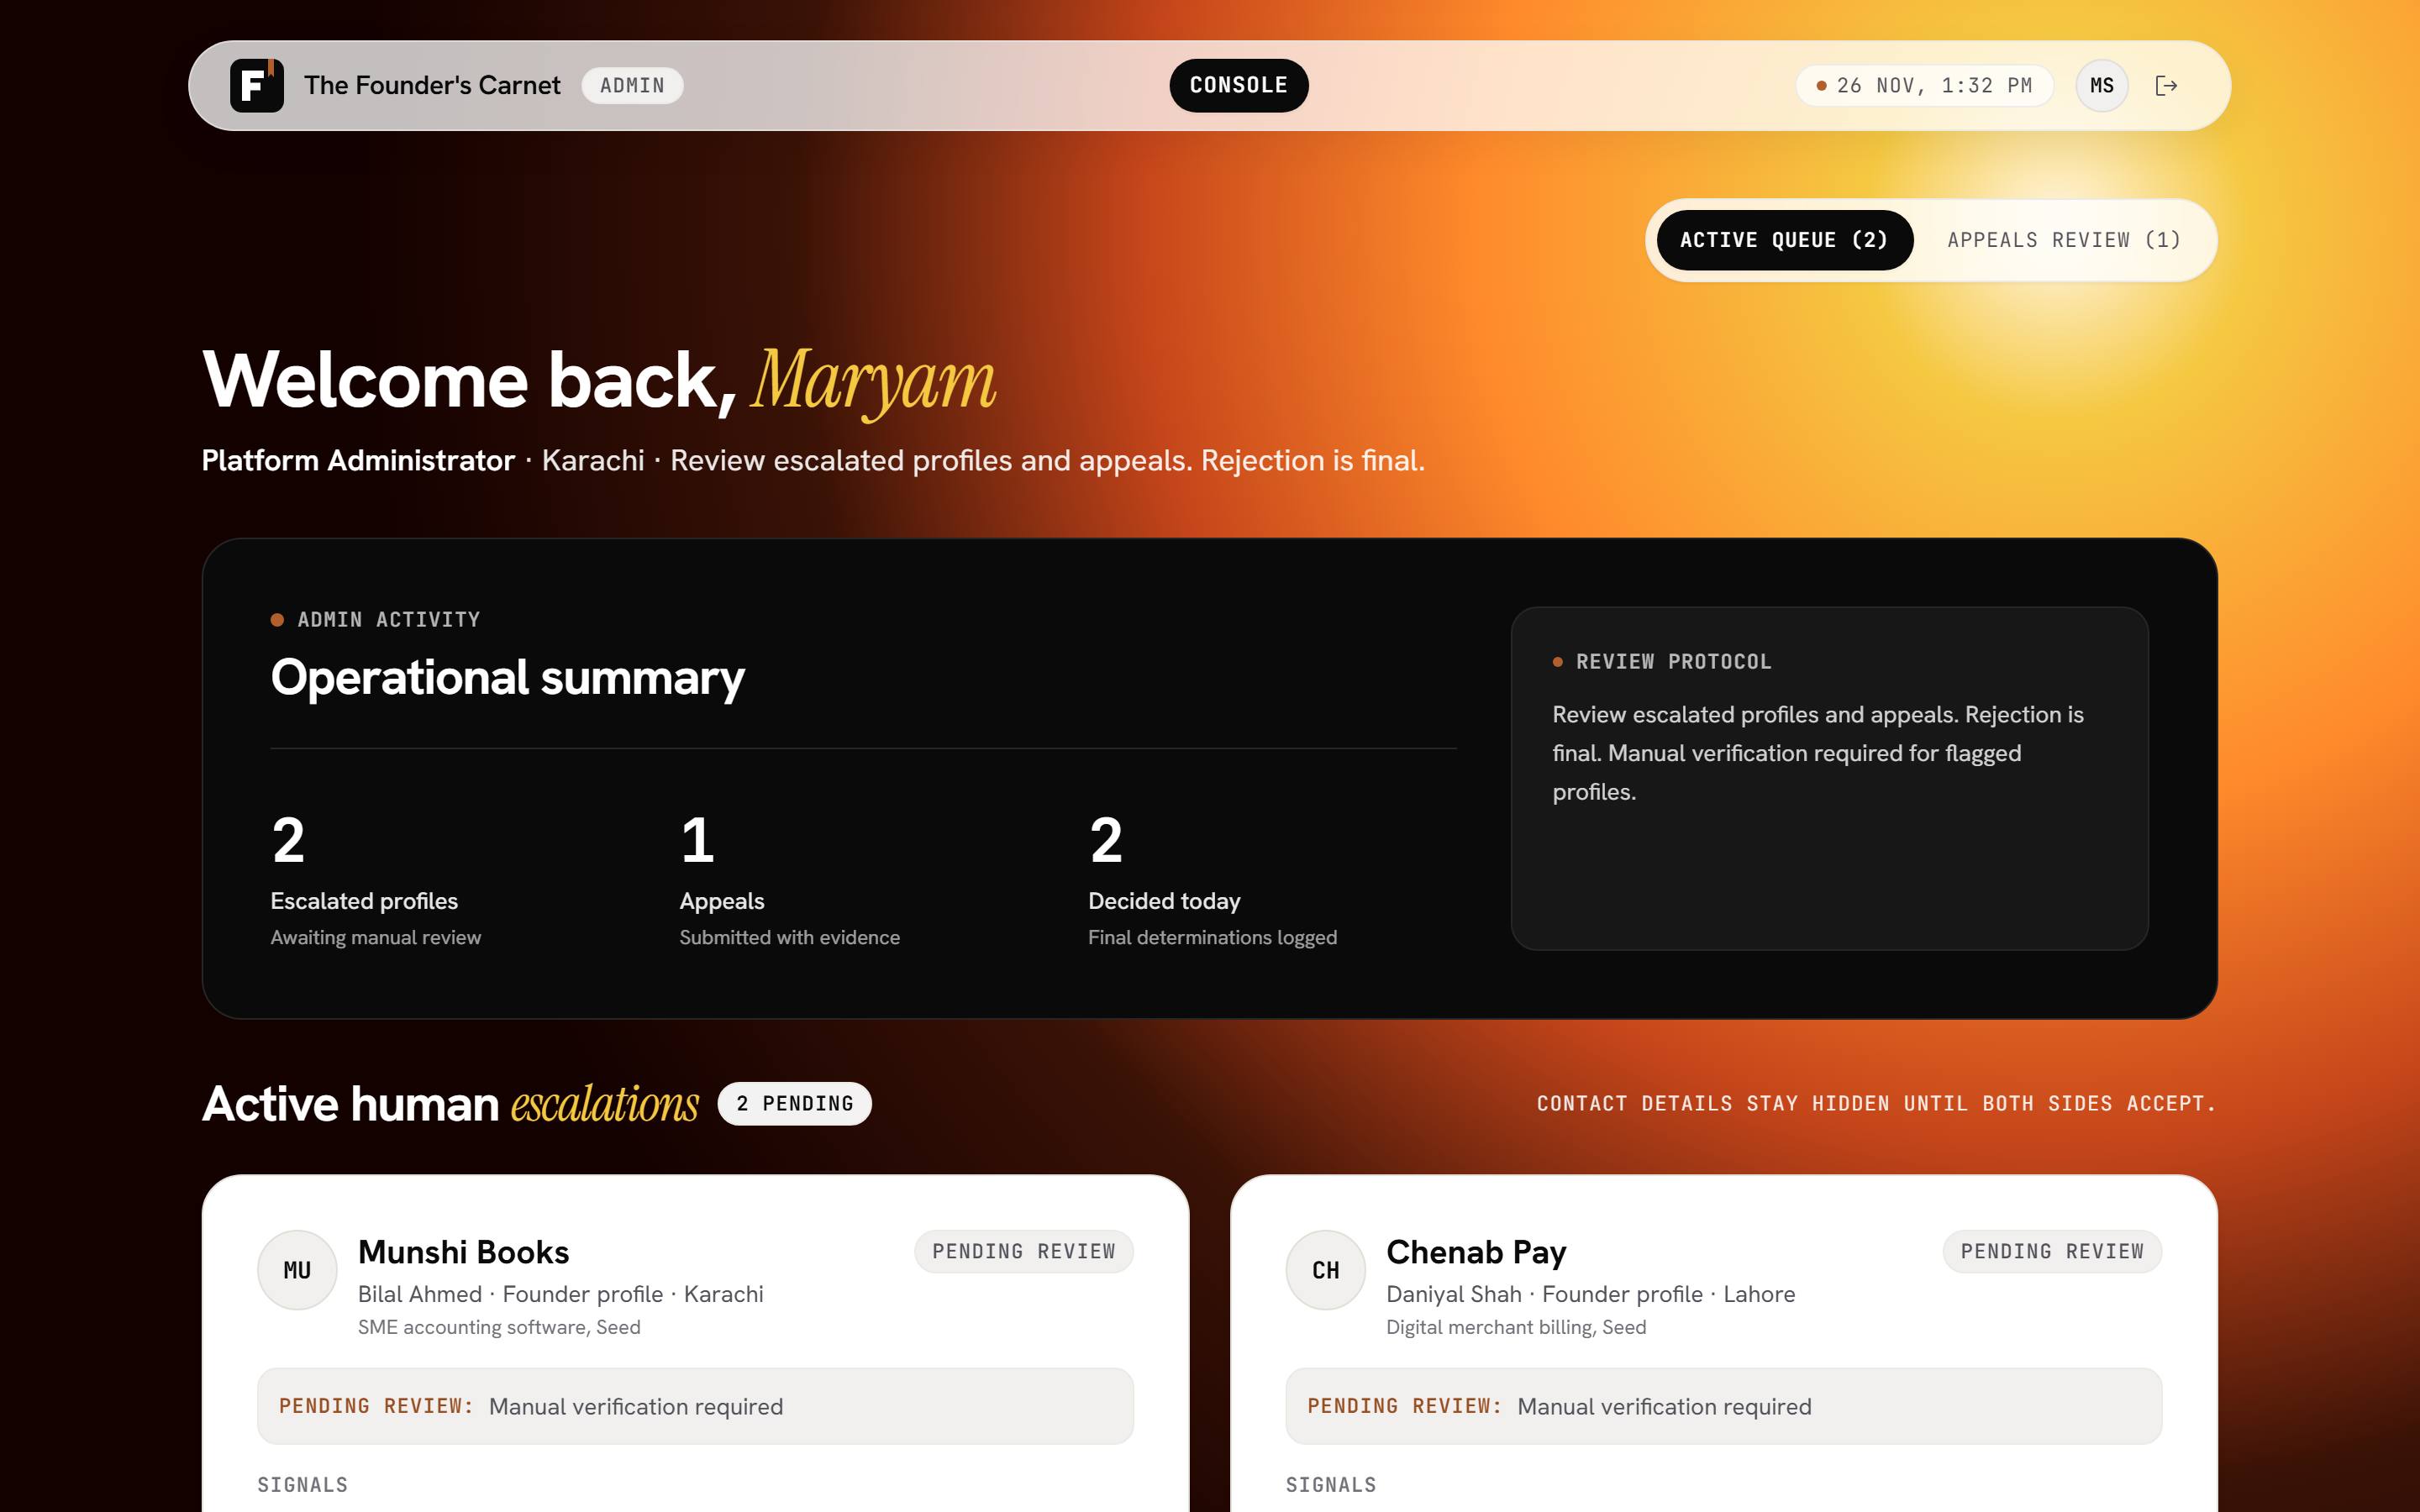 F The Founder's Carnet ADMIN CONSOLE 26 NOV, 1:32 PM MS
ACTIVE QUEUE (2) APPEALS REVIEW (1)
Welcome back, Maryam
Platform Administrator · Karachi · Review escalated profiles and appeals. Rejection is final.
ADMIN ACTIVITY
Operational summary
2
Escalated profiles
Awaiting manual review
1
Appeals
Submitted with evidence
2
Decided today
Final determinations logged
REVIEW PROTOCOL
Review escalated profiles and appeals. Rejection is
final. Manual verification required for flagged
profiles.
Active human escalations 2 PENDING
CONTACT DETAILS STAY HIDDEN UNTIL BOTH SIDES ACCEPT.
MU
Munshi Books
PENDING REVIEW
Bilal Ahmed · Founder profile · Karachi
SME accounting software, Seed
PENDING REVIEW: Manual verification required
SIGNALS
CH
Chenab Pay
PENDING REVIEW
Daniyal Shah · Founder profile · Lahore
Digital merchant billing, Seed
PENDING REVIEW: Manual verification required
SIGNALS